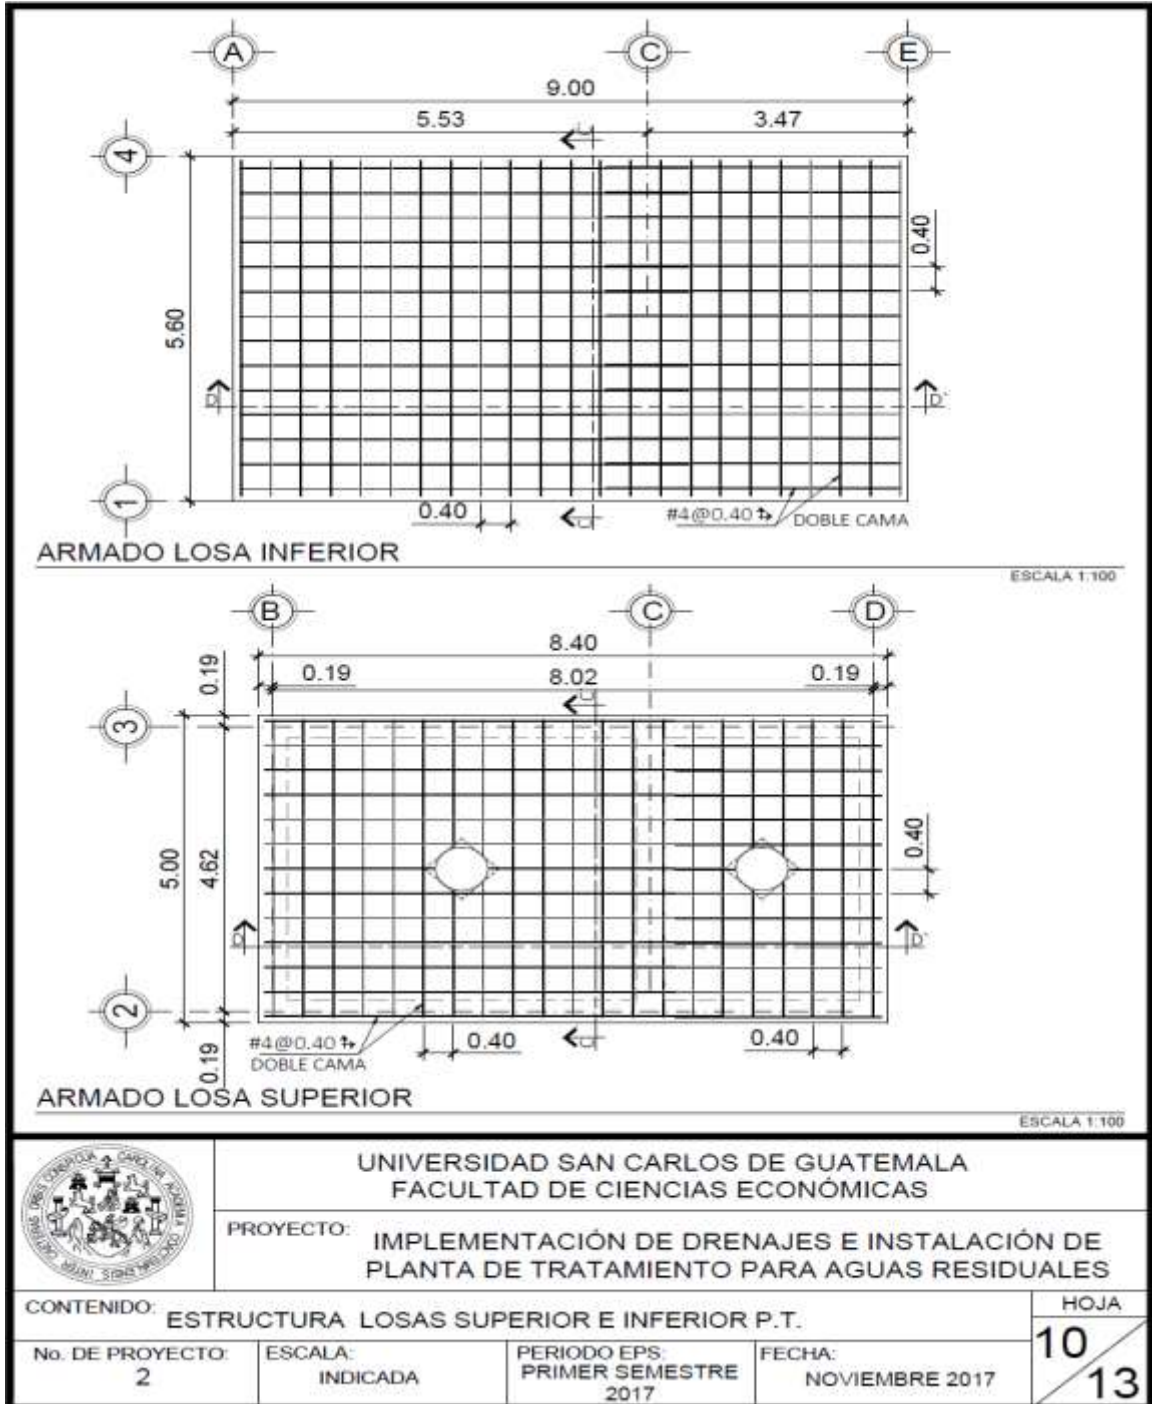 A C E
9.00
5.53 3.47
C
4
0.40
5.60
D D'
1
0.40
#4@0.40
DOBLE CAMA
ARMADO LOSA INFERIOR
ESCALA 1:100
B C D
8.40
0.19 0.19 8.02 0.19
3
5.00 4.62 0.40
D'
2
#4@0.40
DOBLE CAMA
0.40 0.40
0.19
ARMADO LOSA SUPERIOR
ESCALA 1:100
UNIVERSIDAD SAN CARLOS DE GUATEMALA
FACULTAD DE CIENCIAS ECONÓMICAS
PROYECTO: IMPLEMENTACIÓN DE DRENAJES E INSTALACIÓN DE
PLANTA DE TRATAMIENTO PARA AGUAS RESIDUALES
CONTENIDO: ESTRUCTURA LOSAS SUPERIOR E INFERIOR P.T.
HOJA
10/13
No. DE PROYECTO:
2
ESCALA:
INDICADA
PERIODO EPS:
PRIMER SEMESTRE
2017
FECHA:
NOVIEMBRE 2017